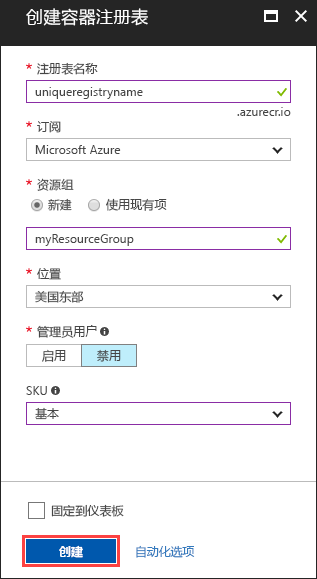 创建容器注册表
* 注册表名称
uniqueregistryname
.azurecr.io
* 订阅
Microsoft Azure
* 资源组
新建 使用现有项
myResourceGroup
* 位置
美国东部
* 管理员用户
启用 禁用
SKU
基本
固定到仪表板
创建 自动化选项